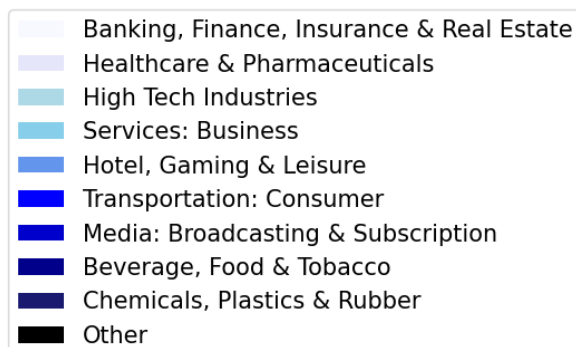 Banking, Finance, Insurance & Real Estate
Healthcare & Pharmaceuticals
High Tech Industries
Services: Business
Hotel, Gaming & Leisure
Transportation: Consumer
Media: Broadcasting & Subscription
Beverage, Food & Tobacco
Chemicals, Plastics & Rubber
Other